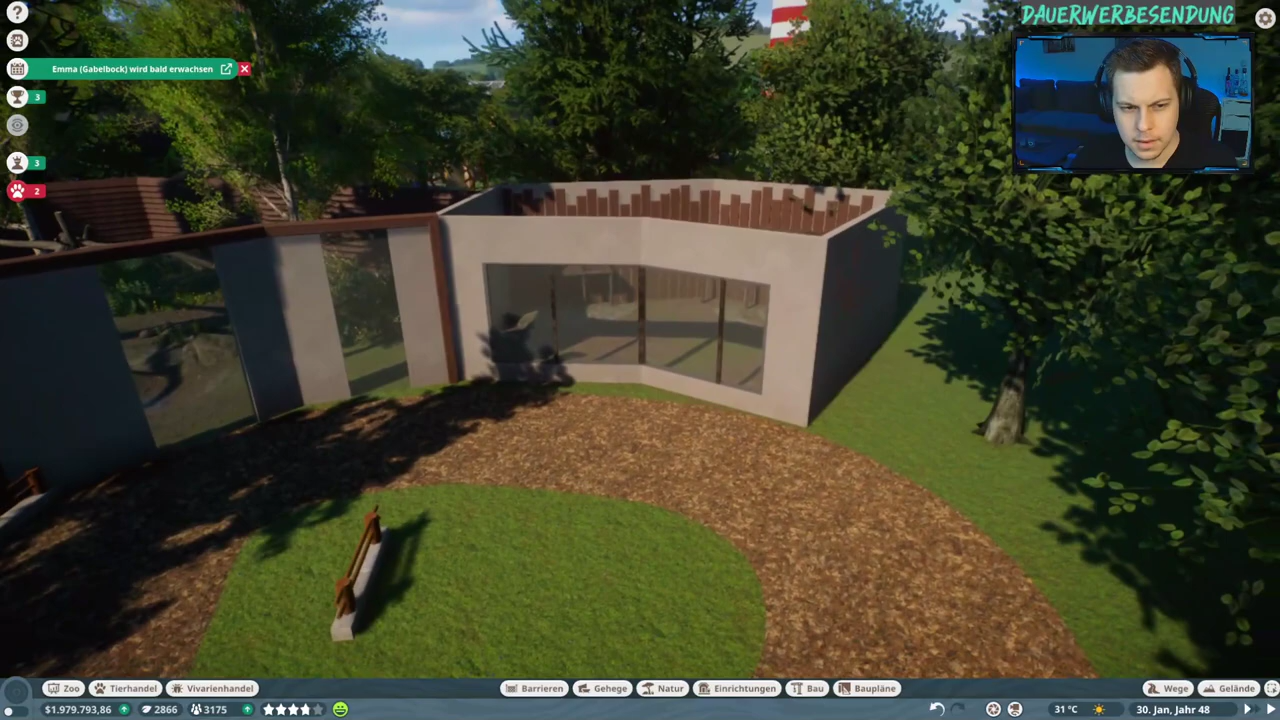 DAUERWERBESENDUNG
?
Emma (Gabelbock) wird bald erwachsen
3
3
2
Zoo
Tierhandel
Vivarienhandel
Barrieren
Gehege
Natur
Einrichtungen
Bau
Baupläne
Wege
Gelände
$1.979.793,86
2866
3175
31 °C
30. Jan, Jahr 48